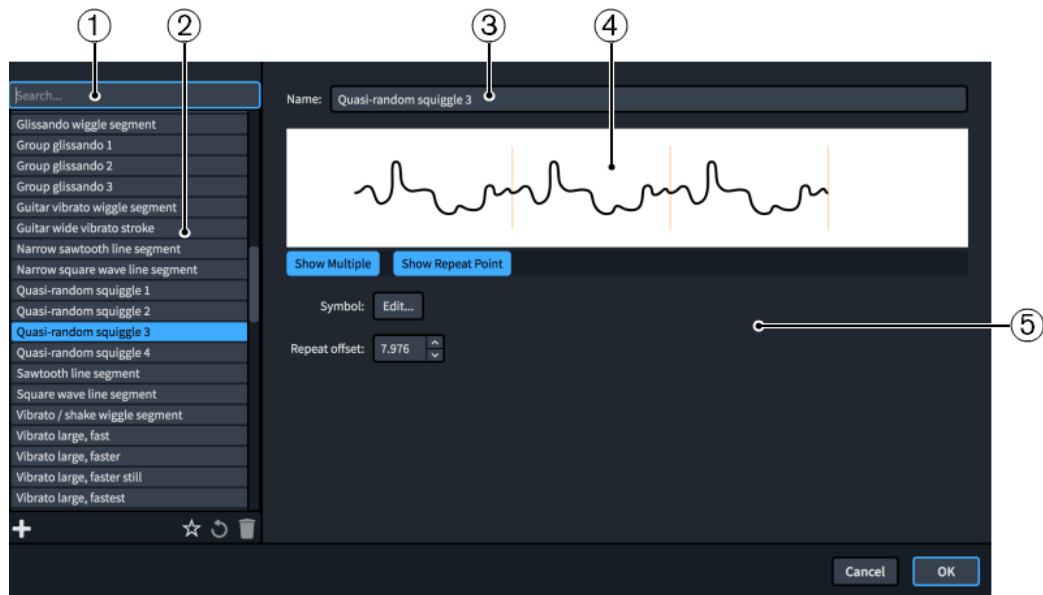 ① ② ③ ④
Search...
Glissando wiggle segment
Group glissando 1
Group glissando 2
Group glissando 3
Guitar vibrato wiggle segment
Guitar wide vibrato stroke
Narrow sawtooth line segment
Narrow square wave line segment
Quasi-random squiggle 1
Quasi-random squiggle 2
Quasi-random squiggle 3
Quasi-random squiggle 4
Sawtooth line segment
Square wave line segment
Vibrato / shake wiggle segment
Vibrato large, fast
Vibrato large, faster
Vibrato large, faster still
Vibrato large, fastest
Name: Quasi-random squiggle 3
Show Multiple Show Repeat Point
Symbol: Edit...
⑤
Repeat offset: 7.976
Cancel OK